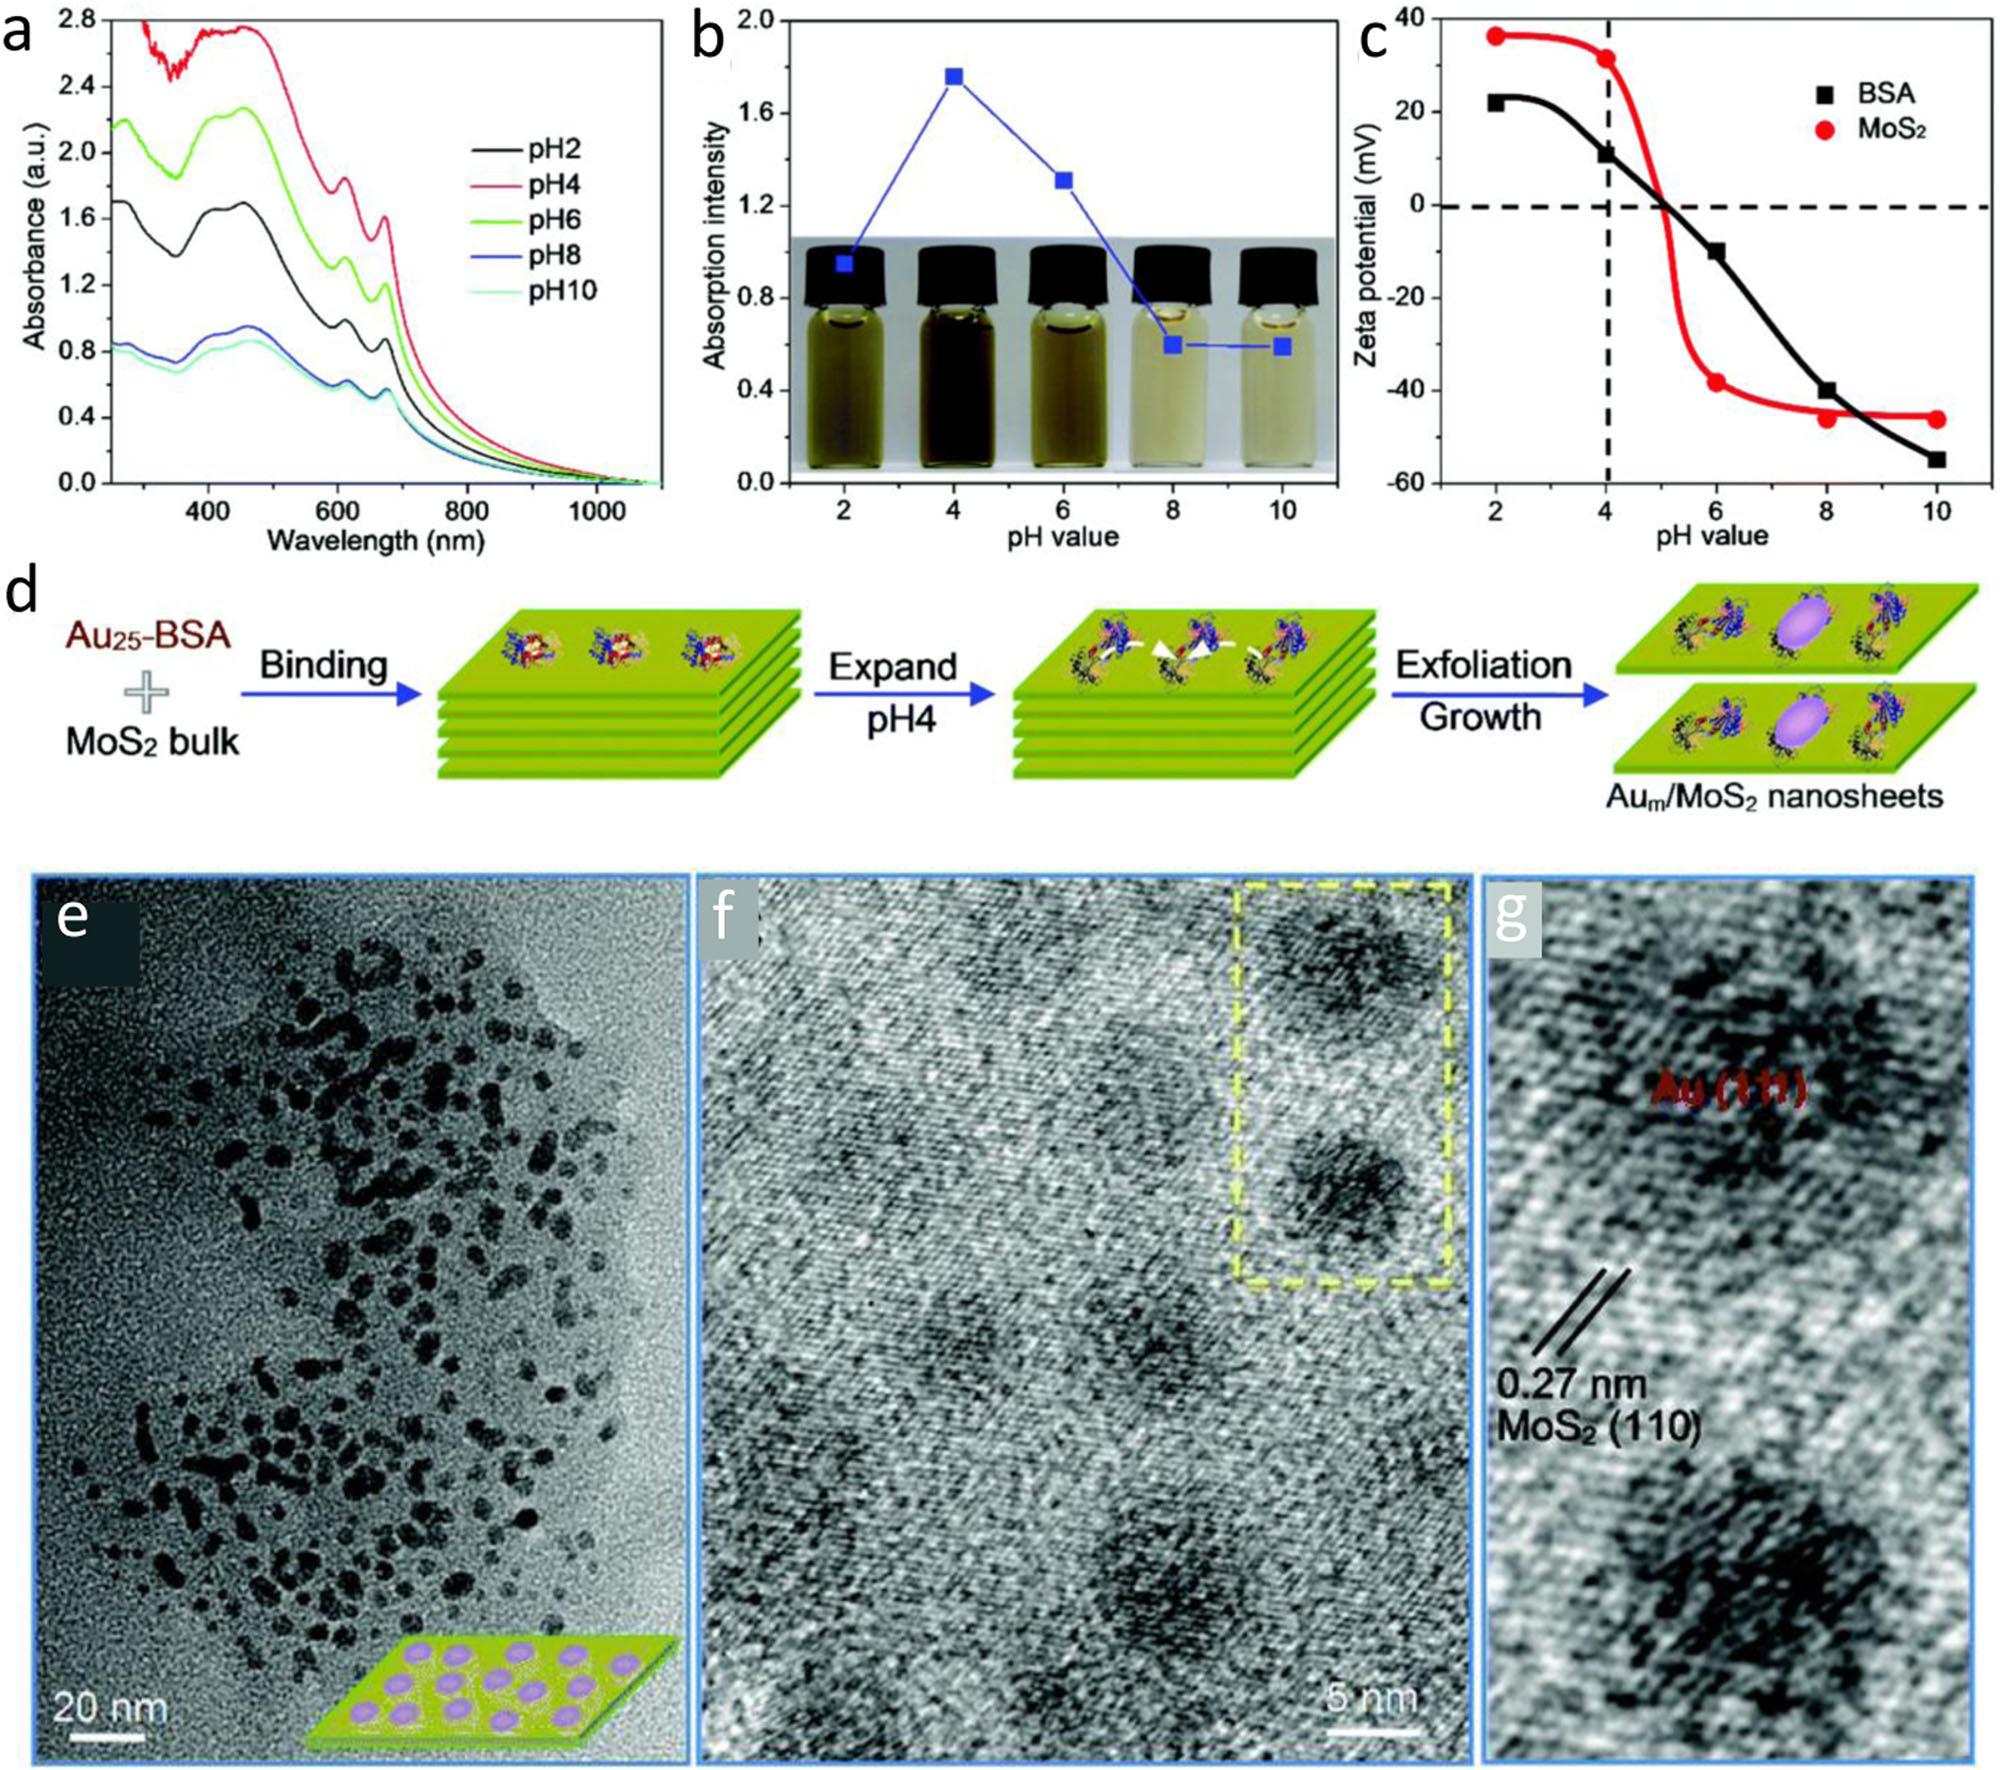 a
2.8
2.4
2.0
1.6
1.2
0.8
0.4
0.0
Absorbance (a.u.)
pH2
pH4
pH6
pH8
pH10
400 600 800 1000
Wavelength (nm)
b
2.0
1.6
1.2
0.8
0.4
0.0
Absorption intensity
2 4 6 8 10
pH value
c
40
20
0
-20
-40
-60
Zeta potential (mV)
BSA
MoS₂
2 4 6 8 10
pH value
d
Au₂₅-BSA
+
MoS₂ bulk
Binding
Expand
pH4
Exfoliation
Growth
Auₘ/MoS₂ nanosheets
e
20 nm
f
5 nm
g
Au (111)
0.27 nm
MoS₂ (110)